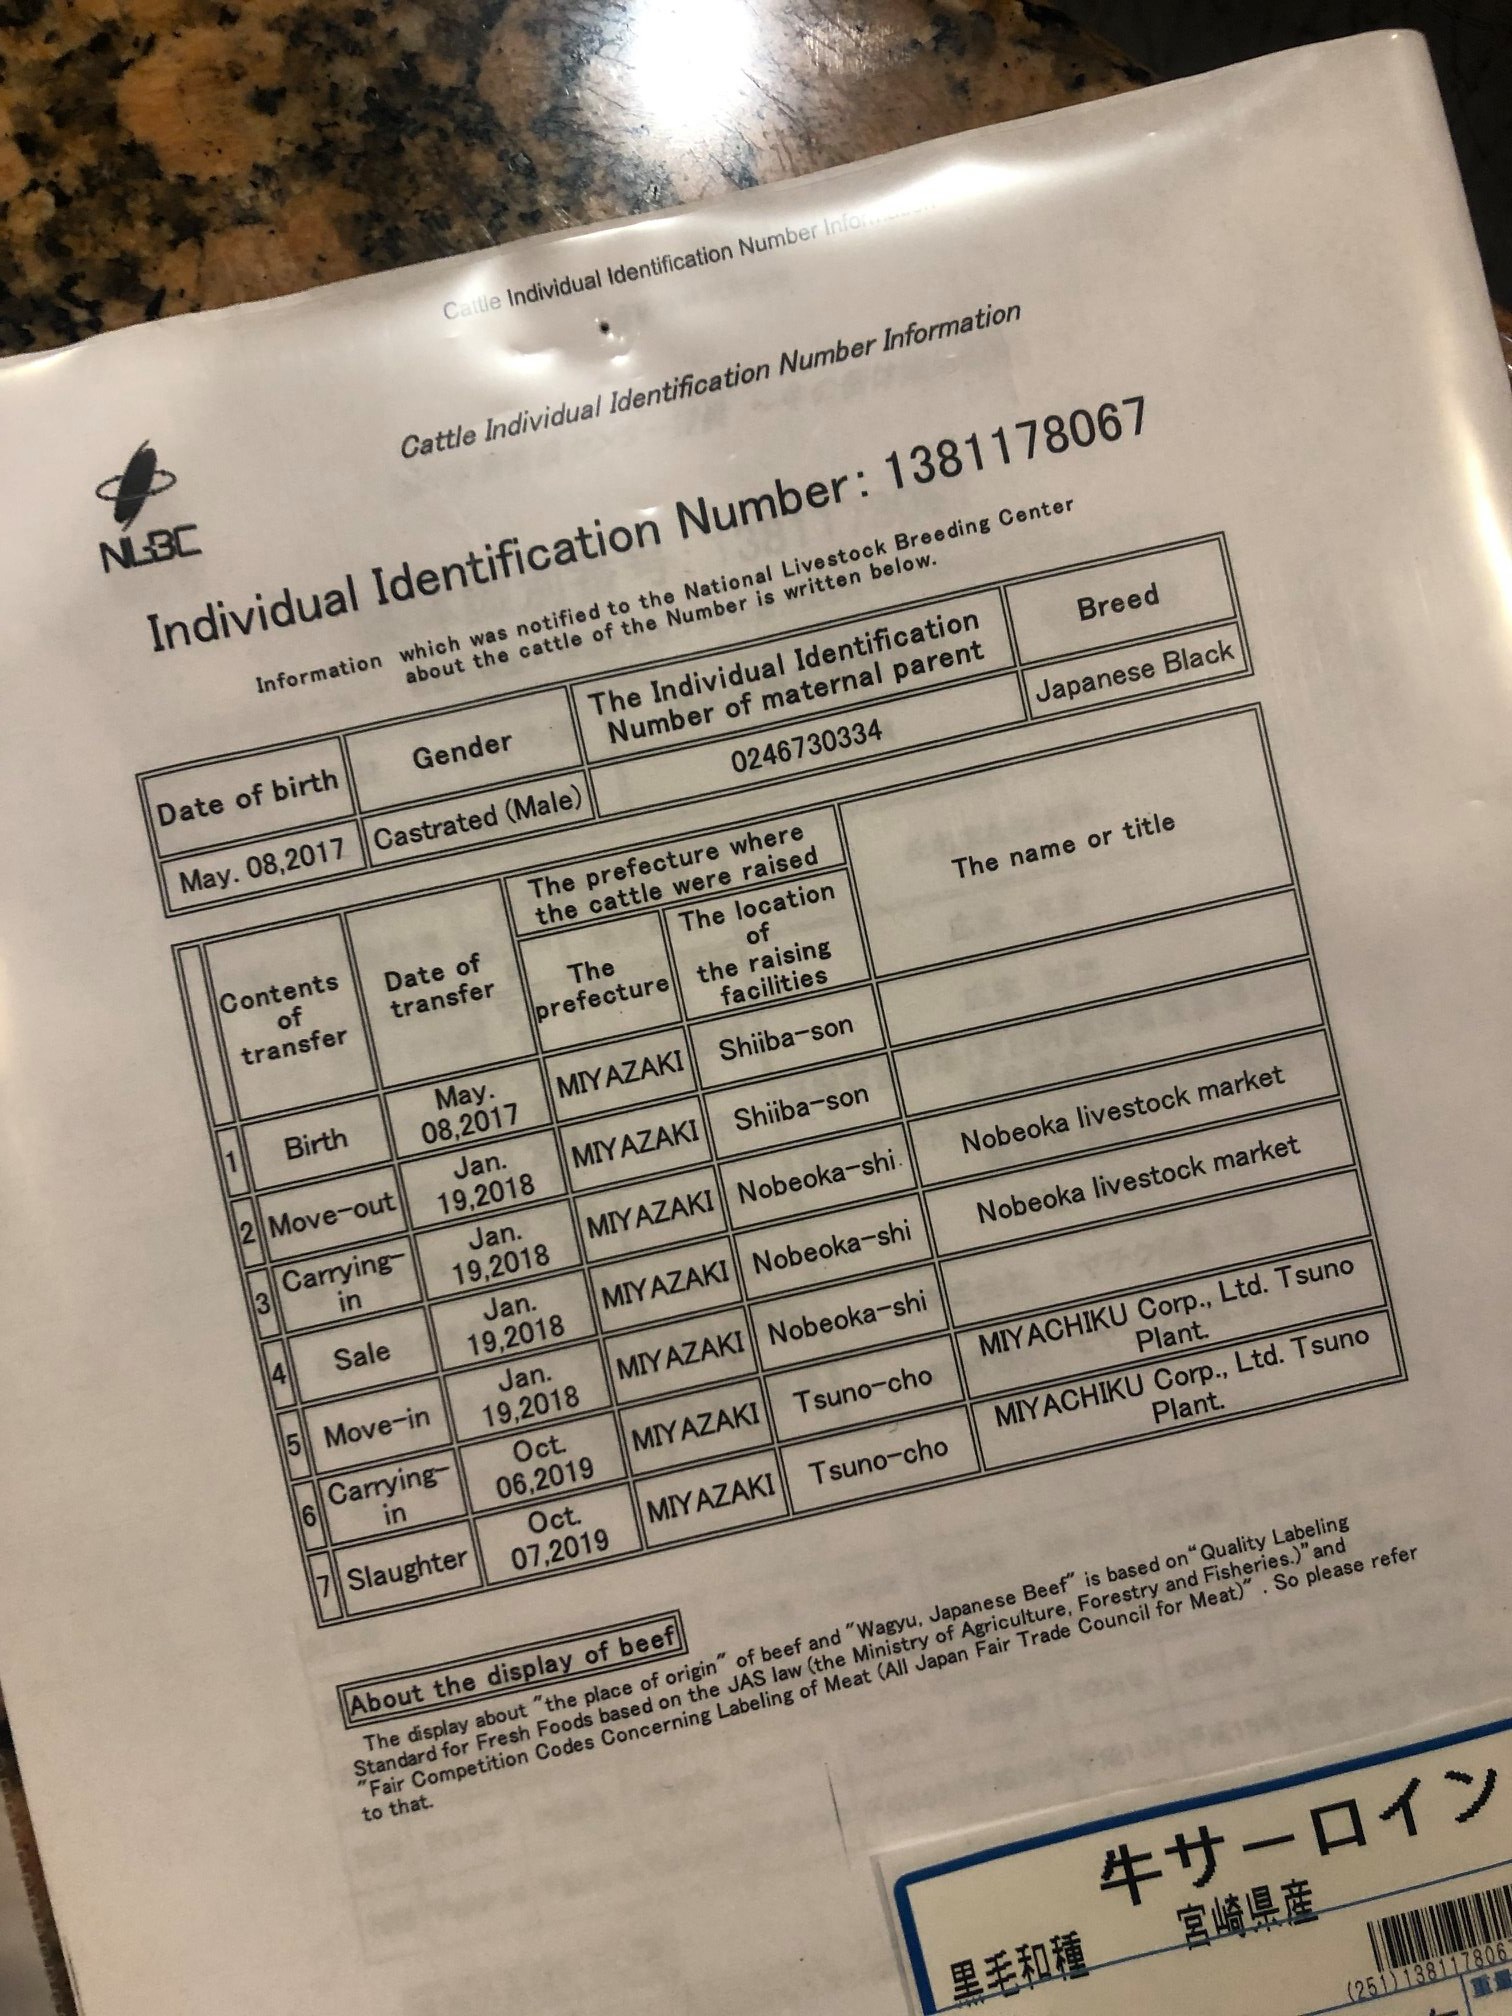 Cattle Individual Identification Number Information
Cattle Individual Identification Number Information
NLBC
Individual Identification Number: 1381178067
Information which was notified to the National Livestock Breeding Center
about the cattle of the Number is written below.
Date of birth
Gender
The Individual Identification
Number of maternal parent
Breed
May. 08,2017
Castrated (Male)
0246730334
Japanese Black
Contents
of
transfer
Date of
transfer
The prefecture where
the cattle were raised
The
prefecture
The location
of
the raising
facilities
The name or title
1 Birth May. 08,2017 MIYAZAKI Shiiba-son
2 Move-out Jan. 19,2018 MIYAZAKI Shiiba-son
3 Carrying-in Jan. 19,2018 MIYAZAKI Nobeoka-shi Nobeoka livestock market
4 Sale Jan. 19,2018 MIYAZAKI Nobeoka-shi Nobeoka livestock market
5 Move-in Jan. 19,2018 MIYAZAKI Nobeoka-shi
6 Carrying-in Oct. 06,2019 MIYAZAKI Tsuno-cho MIYACHIKU Corp., Ltd. Tsuno Plant.
7 Slaughter Oct. 07,2019 MIYAZAKI Tsuno-cho MIYACHIKU Corp., Ltd. Tsuno Plant.
About the display of beef
The display about "the place of origin" of beef and "Wagyu, Japanese Beef" is based on"Quality Labeling
Standard for Fresh Foods based on the JAS law (the Ministry of Agriculture, Forestry and Fisheries.)"and
"Fair Competition Codes Concerning Labeling of Meat (All Japan Fair Trade Council for Meat)" . So please refer
to that.
牛サーロイン
黒毛和種 宮崎県産
(251)138117806
重量